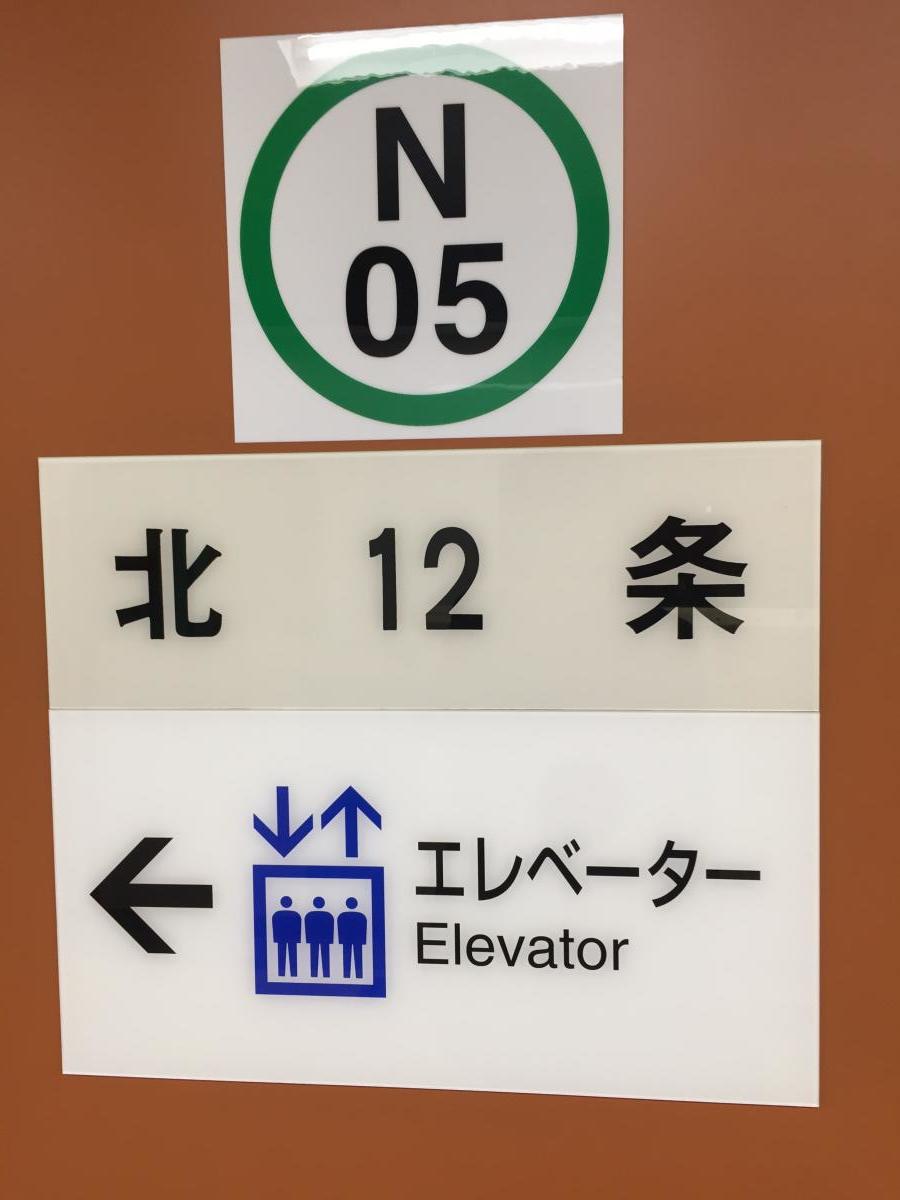 N
05
北 12 条
エレベーター
Elevator